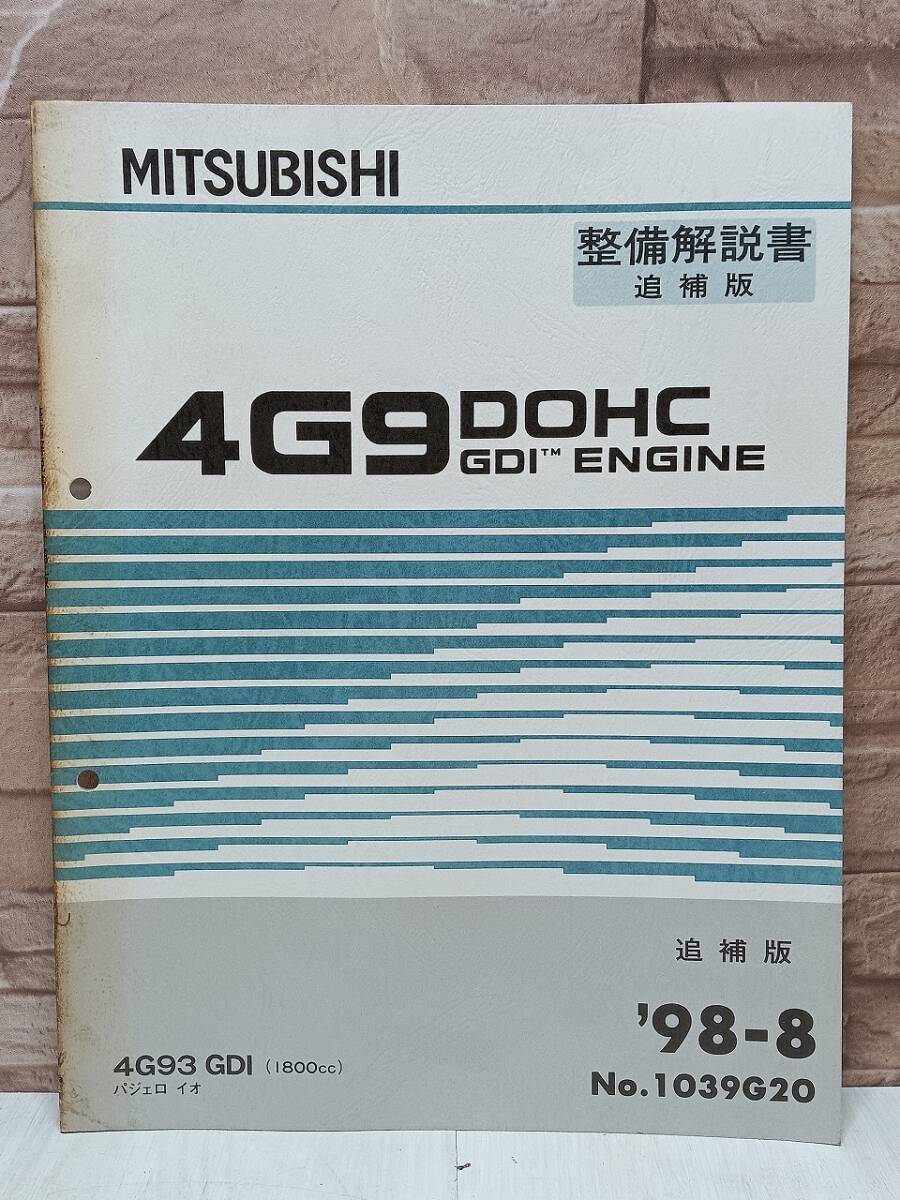 MITSUBISHI
整備解説書
追補版
4G9 DOHC
GDI™ ENGINE
追補版
'98-8
No.1039G20
4G93 GDI (1800cc)
パジェロ イオ